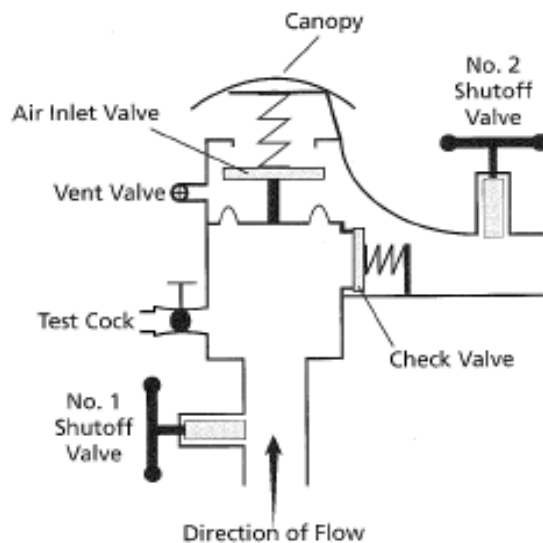 Canopy
No. 2
Shutoff
Valve
Air Inlet Valve
Vent Valve
Test Cock
Check Valve
No. 1
Shutoff
Valve
Direction of Flow